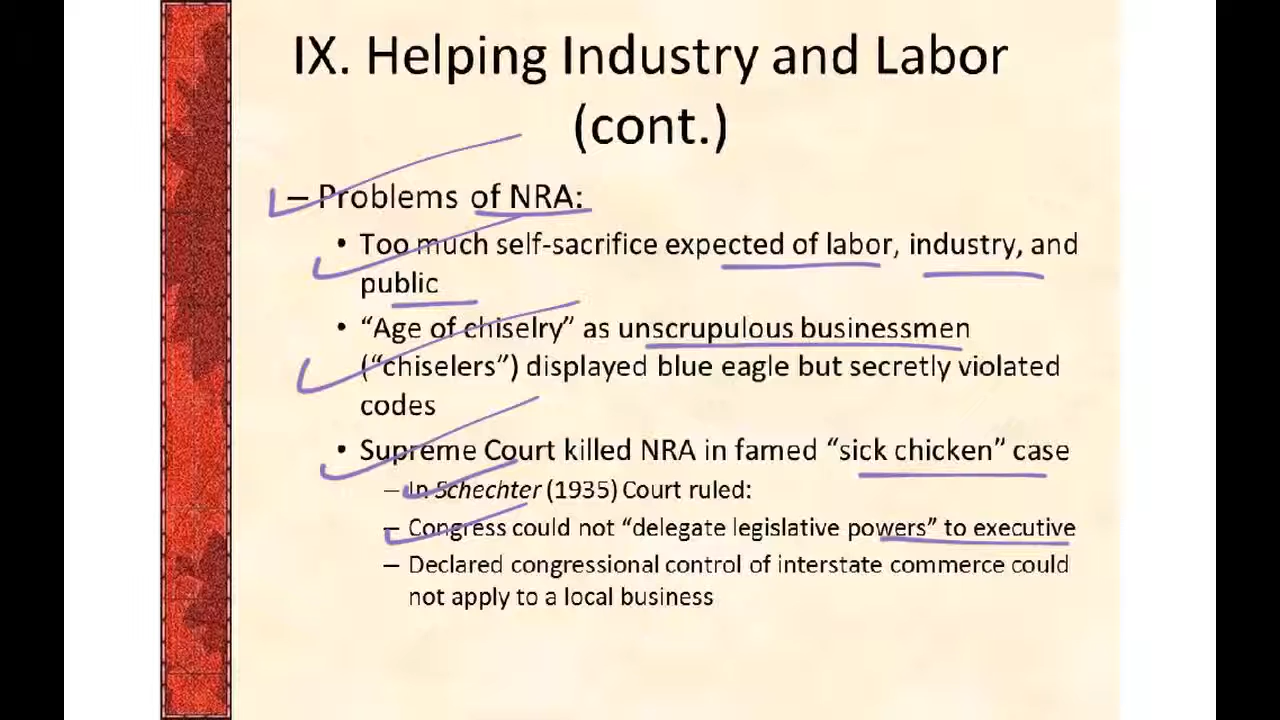 IX. Helping Industry and Labor
(cont.)
– Problems of NRA:
• Too much self-sacrifice expected of labor, industry, and
public
• “Age of chiselry” as unscrupulous businessmen
(“chiselers”) displayed blue eagle but secretly violated
codes
• Supreme Court killed NRA in famed “sick chicken” case
– In Schechter (1935) Court ruled:
– Congress could not “delegate legislative powers” to executive
– Declared congressional control of interstate commerce could
not apply to a local business